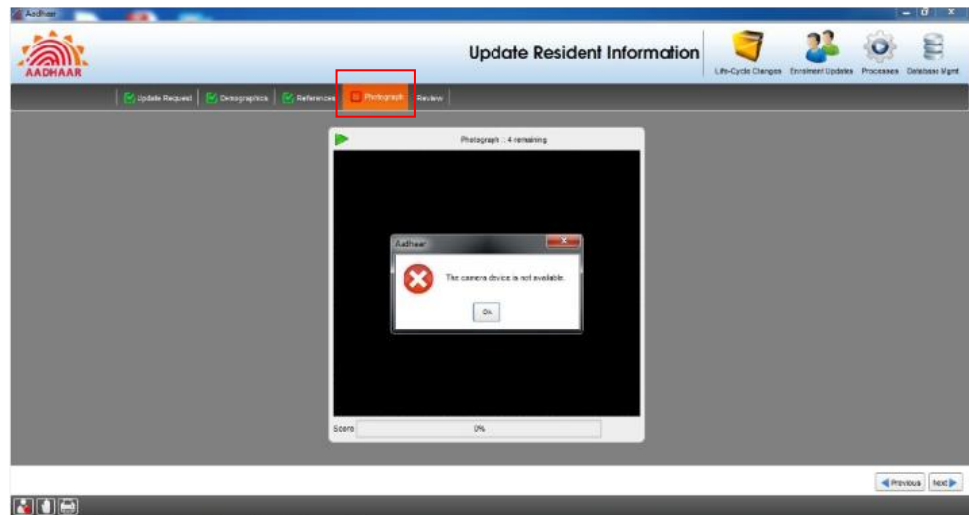 Aadhaar
AADHAAR
Update Resident Information
Life-Cycle Changes
Enrolment Updates
Processes
Database Mgmt
Update Request
Demographics
References
Photograph
Review
Photograph :: 4 remaining
Aadhaar
The camera device is not available.
Ok
Score
0%
Previous
Next